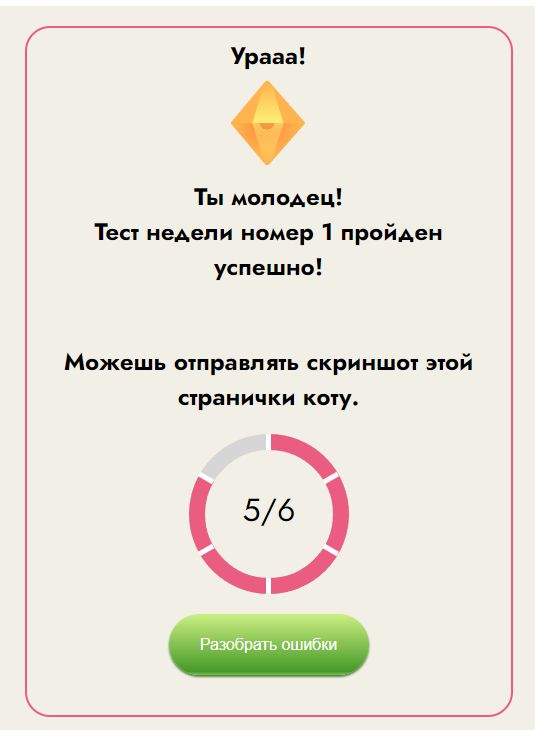 Урааа!
Ты молодец!
Тест недели номер 1 пройден
успешно!
Можешь отправлять скриншот этой
странички коту.
5/6
Разобрать ошибки